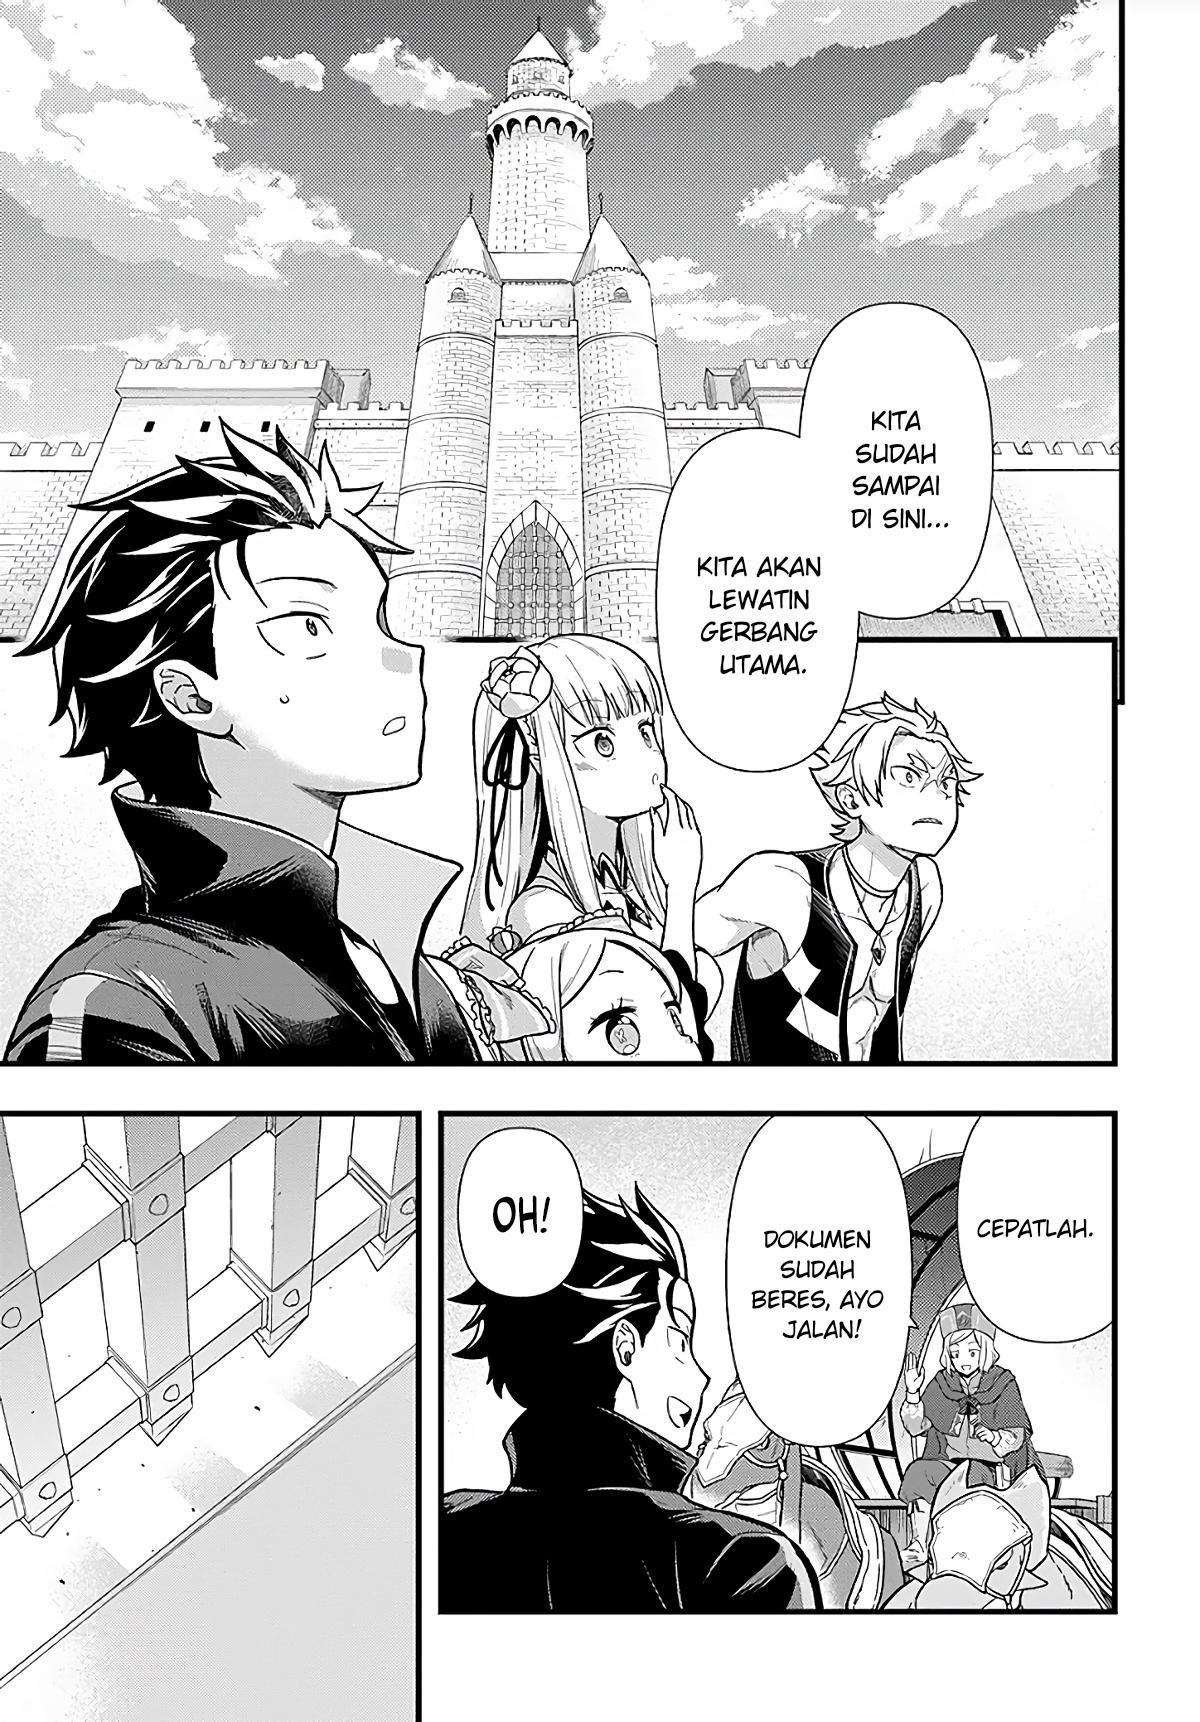 KITA
SUDAH
SAMPAI
DI SINI...
KITA AKAN
LEWATIN
GERBANG
UTAMA.
CEPATLAH.
DOKUMEN
SUDAH
BERES, AYO
JALAN!
OH!